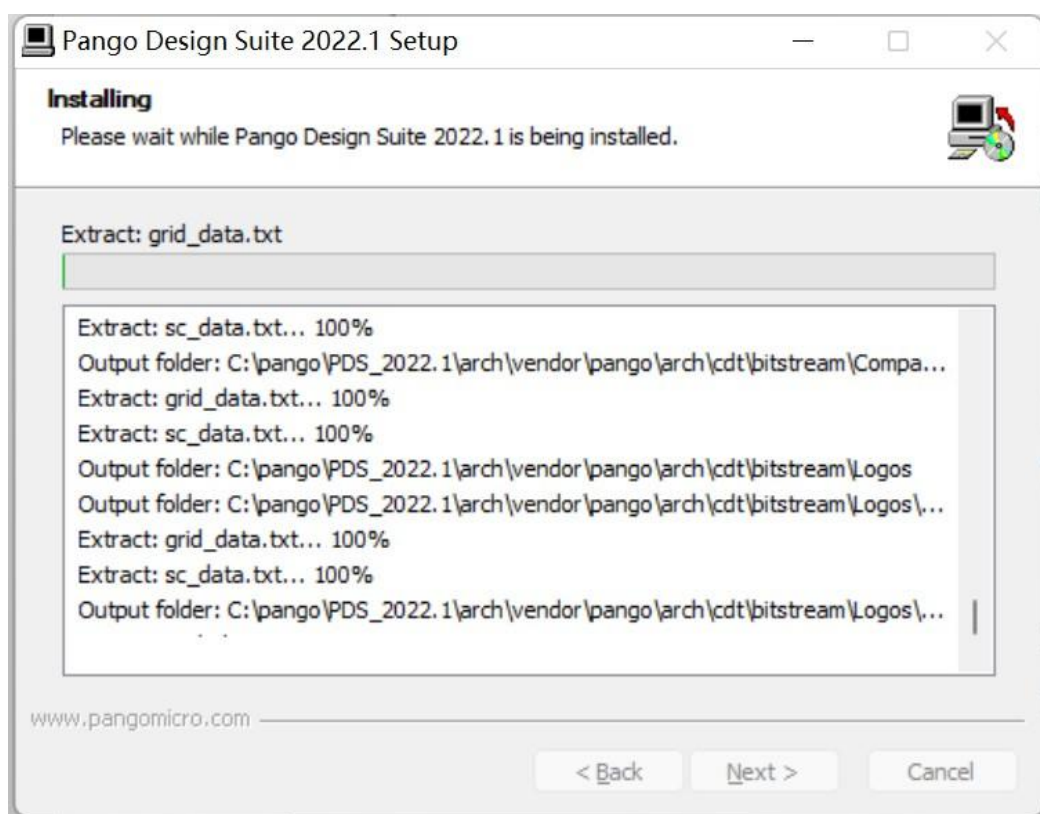 Pango Design Suite 2022.1 Setup
Installing
Please wait while Pango Design Suite 2022.1 is being installed.
Extract: grid_data.txt
Extract: sc_data.txt... 100%
Output folder: C:\pango\PDS_2022.1\arch\vendor\pango\arch\cdt\bitstream\Compa...
Extract: grid_data.txt... 100%
Extract: sc_data.txt... 100%
Output folder: C:\pango\PDS_2022.1\arch\vendor\pango\arch\cdt\bitstream\Logos
Output folder: C:\pango\PDS_2022.1\arch\vendor\pango\arch\cdt\bitstream\Logos\...
Extract: grid_data.txt... 100%
Extract: sc_data.txt... 100%
Output folder: C:\pango\PDS_2022.1\arch\vendor\pango\arch\cdt\bitstream\Logos\...
www.pangomicro.com
< Back Next > Cancel